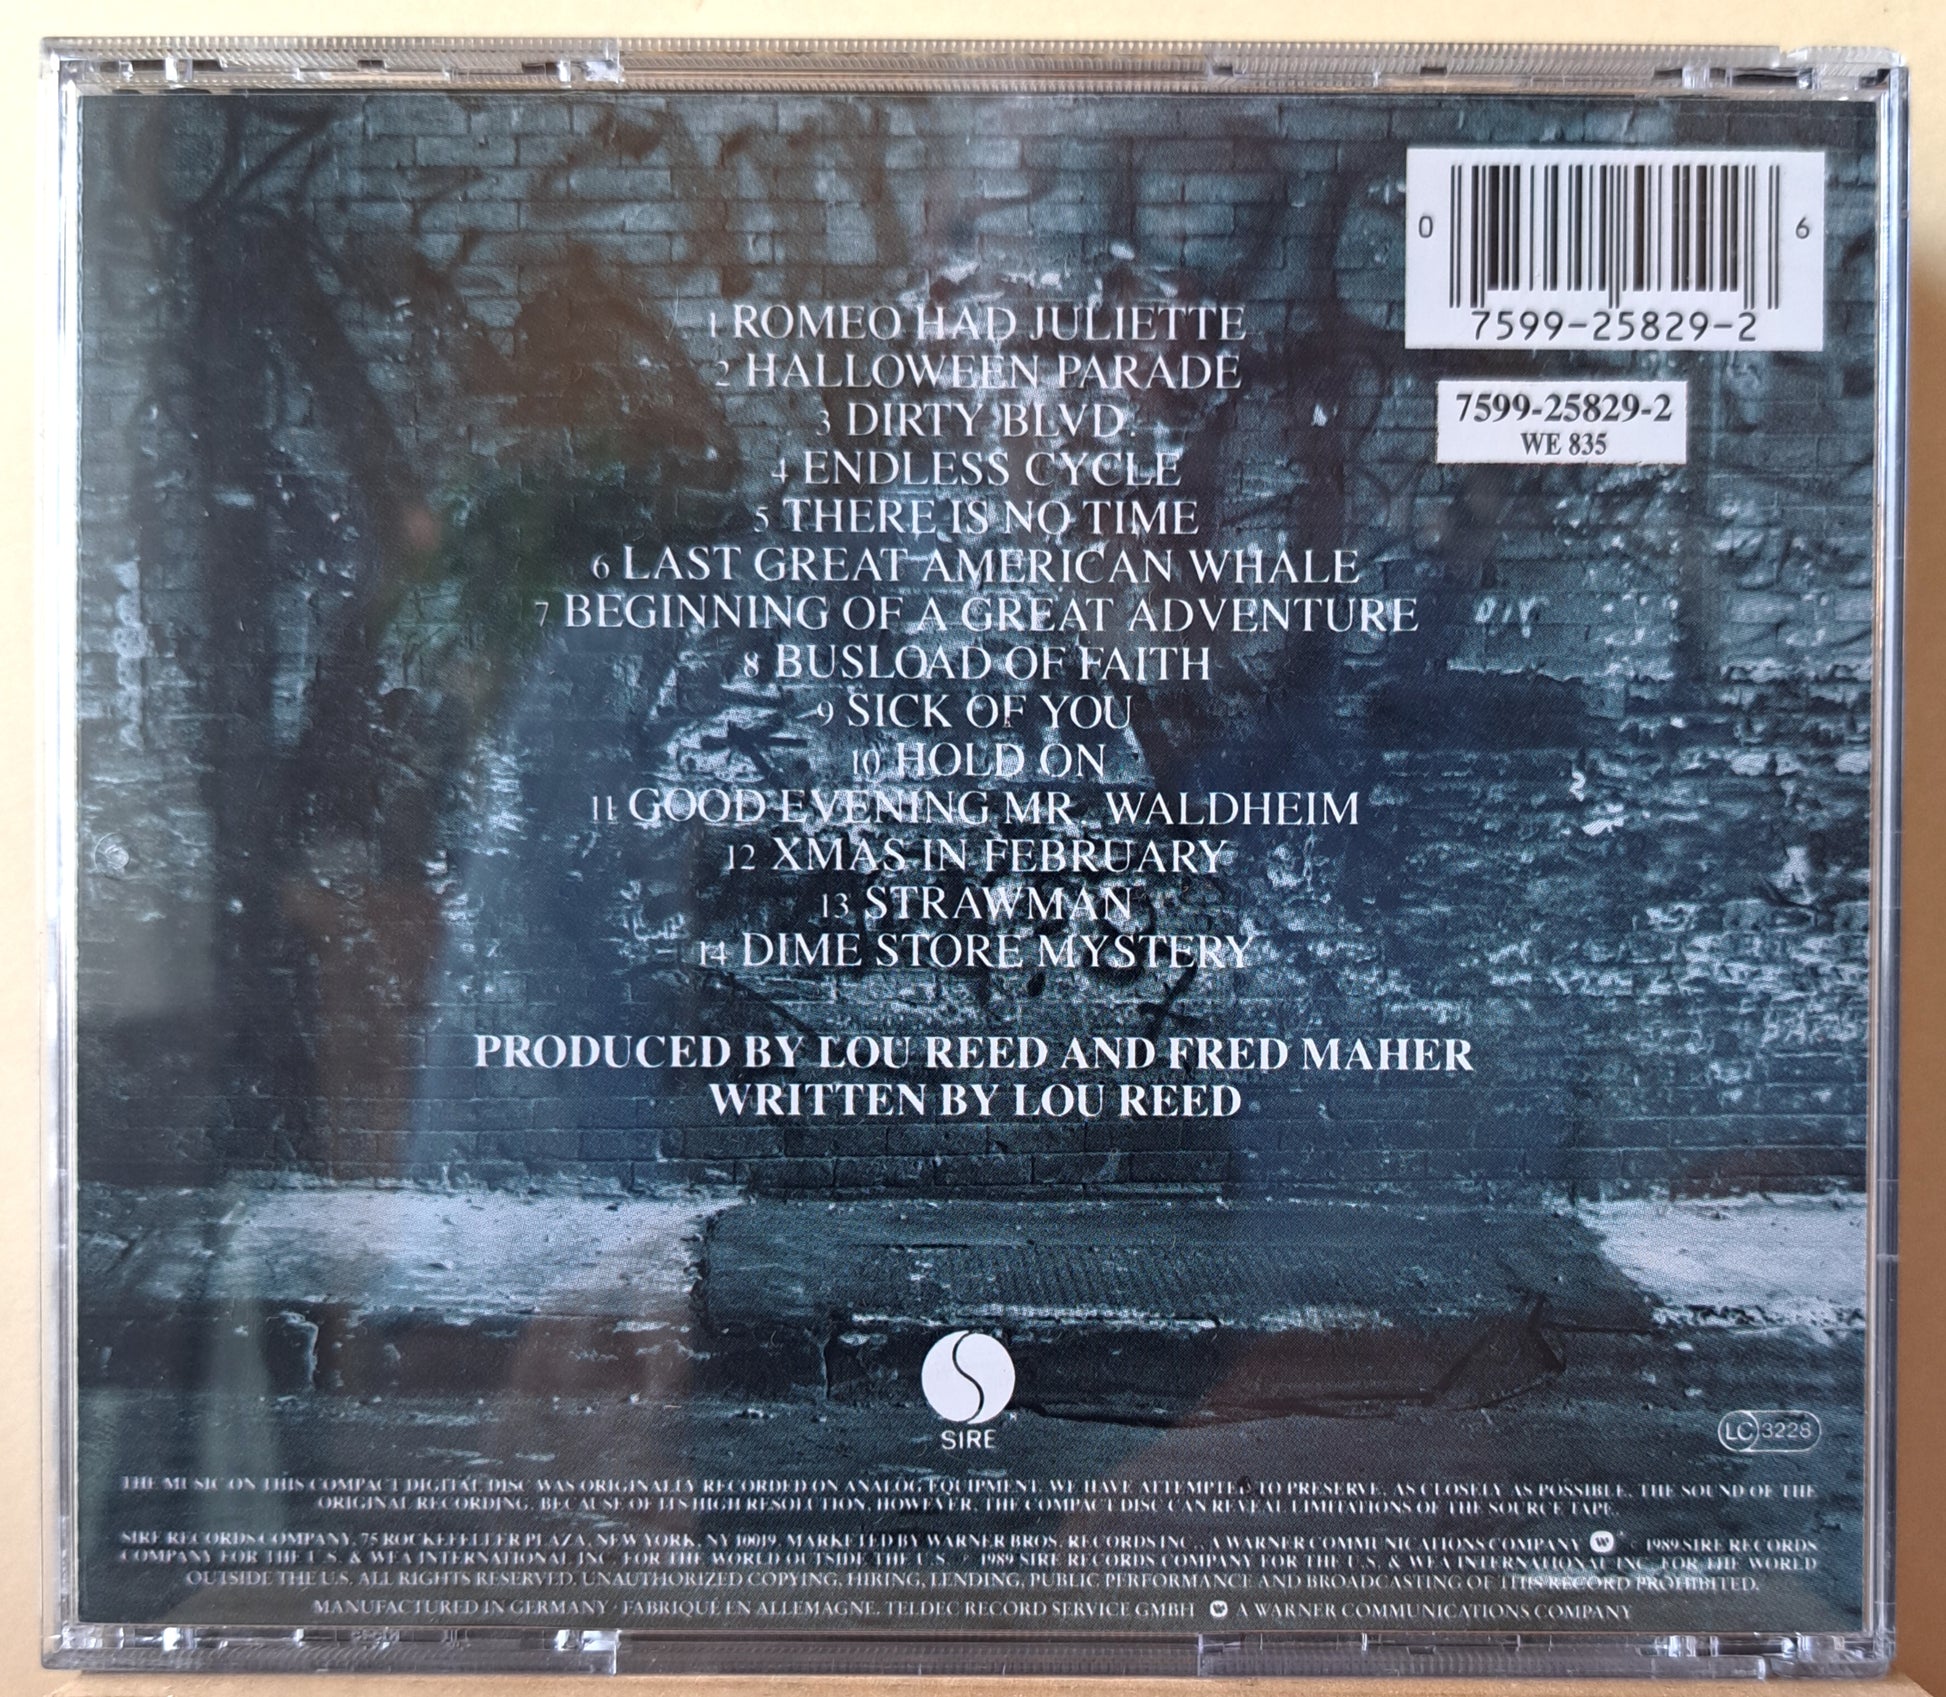 0 6
7599-25829-2
7599-25829-2
WE 835
1 ROMEO HAD JULIETTE
2 HALLOWEEN PARADE
3 DIRTY BLVD.
4 ENDLESS CYCLE
5 THERE IS NO TIME
6 LAST GREAT AMERICAN WHALE
7 BEGINNING OF A GREAT ADVENTURE
8 BUSLOAD OF FAITH
9 SICK OF YOU
10 HOLD ON
11 GOOD EVENING MR. WALDHEIM
12 XMAS IN FEBRUARY
13 STRAWMAN
14 DIME STORE MYSTERY
PRODUCED BY LOU REED AND FRED MAHER
WRITTEN BY LOU REED
SIRE
LC 3228
THE MUSIC ON THIS COMPACT DIGITAL DISC WAS ORIGINALLY RECORDED ON ANALOG EQUIPMENT. WE HAVE ATTEMPTED TO PRESERVE, AS CLOSELY AS POSSIBLE, THE SOUND OF THE
ORIGINAL RECORDING. BECAUSE OF ITS HIGH RESOLUTION, HOWEVER, THE COMPACT DISC CAN REVEAL LIMITATIONS OF THE SOURCE TAPE.
SIRE RECORDS COMPANY, 75 ROCKEFELLER PLAZA, NEW YORK, NY 10019. MARKETED BY WARNER BROS. RECORDS INC., A WARNER COMMUNICATIONS COMPANY © 1989 SIRE RECORDS
COMPANY FOR THE U.S. & WEA INTERNATIONAL INC. FOR THE WORLD OUTSIDE THE U.S. 1989 SIRE RECORDS COMPANY FOR THE U.S. & WEA INTERNATIONAL INC. FOR THE WORLD
OUTSIDE THE U.S. ALL RIGHTS RESERVED. UNAUTHORIZED COPYING, HIRING, LENDING, PUBLIC PERFORMANCE AND BROADCASTING OF THIS RECORD PROHIBITED.
MANUFACTURED IN GERMANY · FABRIQUÉ EN ALLEMAGNE. TELDEC RECORD SERVICE GMBH A WARNER COMMUNICATIONS COMPANY